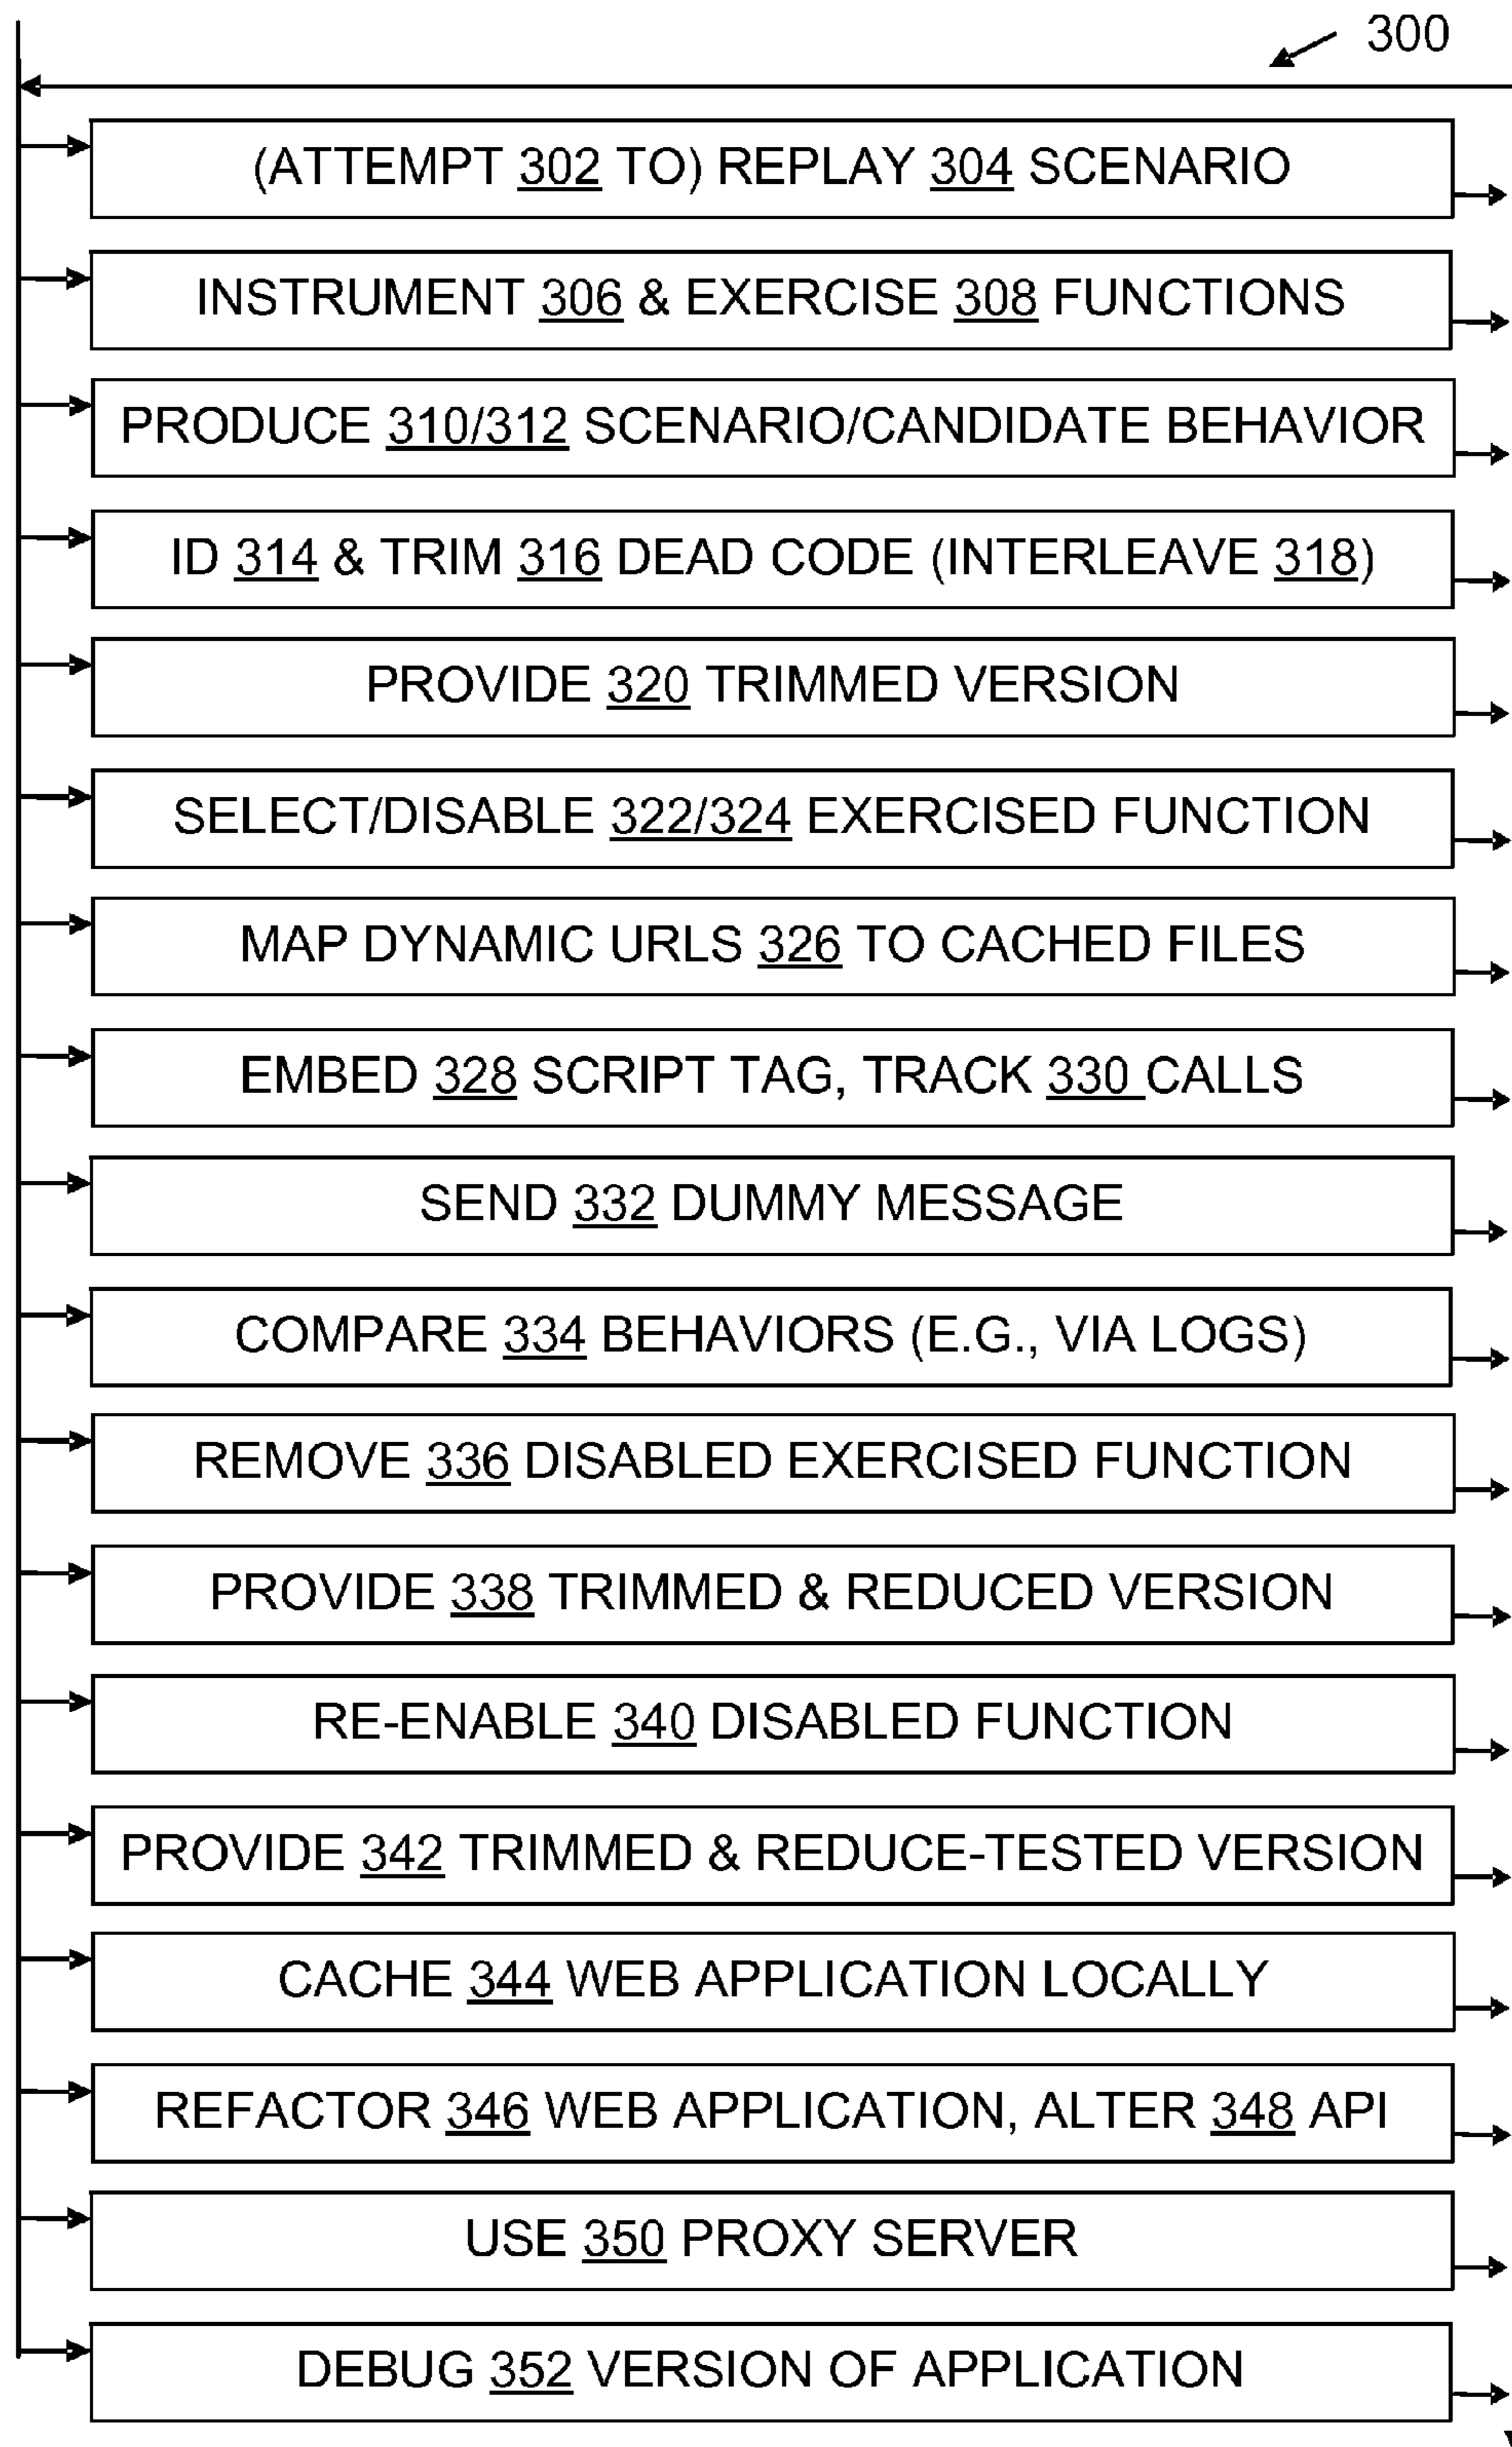 300
(ATTEMPT 302 TO) REPLAY 304 SCENARIO
INSTRUMENT 306 & EXERCISE 308 FUNCTIONS
PRODUCE 310/312 SCENARIO/CANDIDATE BEHAVIOR
ID 314 & TRIM 316 DEAD CODE (INTERLEAVE 318)
PROVIDE 320 TRIMMED VERSION
SELECT/DISABLE 322/324 EXERCISED FUNCTION
MAP DYNAMIC URLS 326 TO CACHED FILES
EMBED 328 SCRIPT TAG, TRACK 330 CALLS
SEND 332 DUMMY MESSAGE
COMPARE 334 BEHAVIORS (E.G., VIA LOGS)
REMOVE 336 DISABLED EXERCISED FUNCTION
PROVIDE 338 TRIMMED & REDUCED VERSION
RE-ENABLE 340 DISABLED FUNCTION
PROVIDE 342 TRIMMED & REDUCE-TESTED VERSION
CACHE 344 WEB APPLICATION LOCALLY
REFACTOR 346 WEB APPLICATION, ALTER 348 API
USE 350 PROXY SERVER
DEBUG 352 VERSION OF APPLICATION